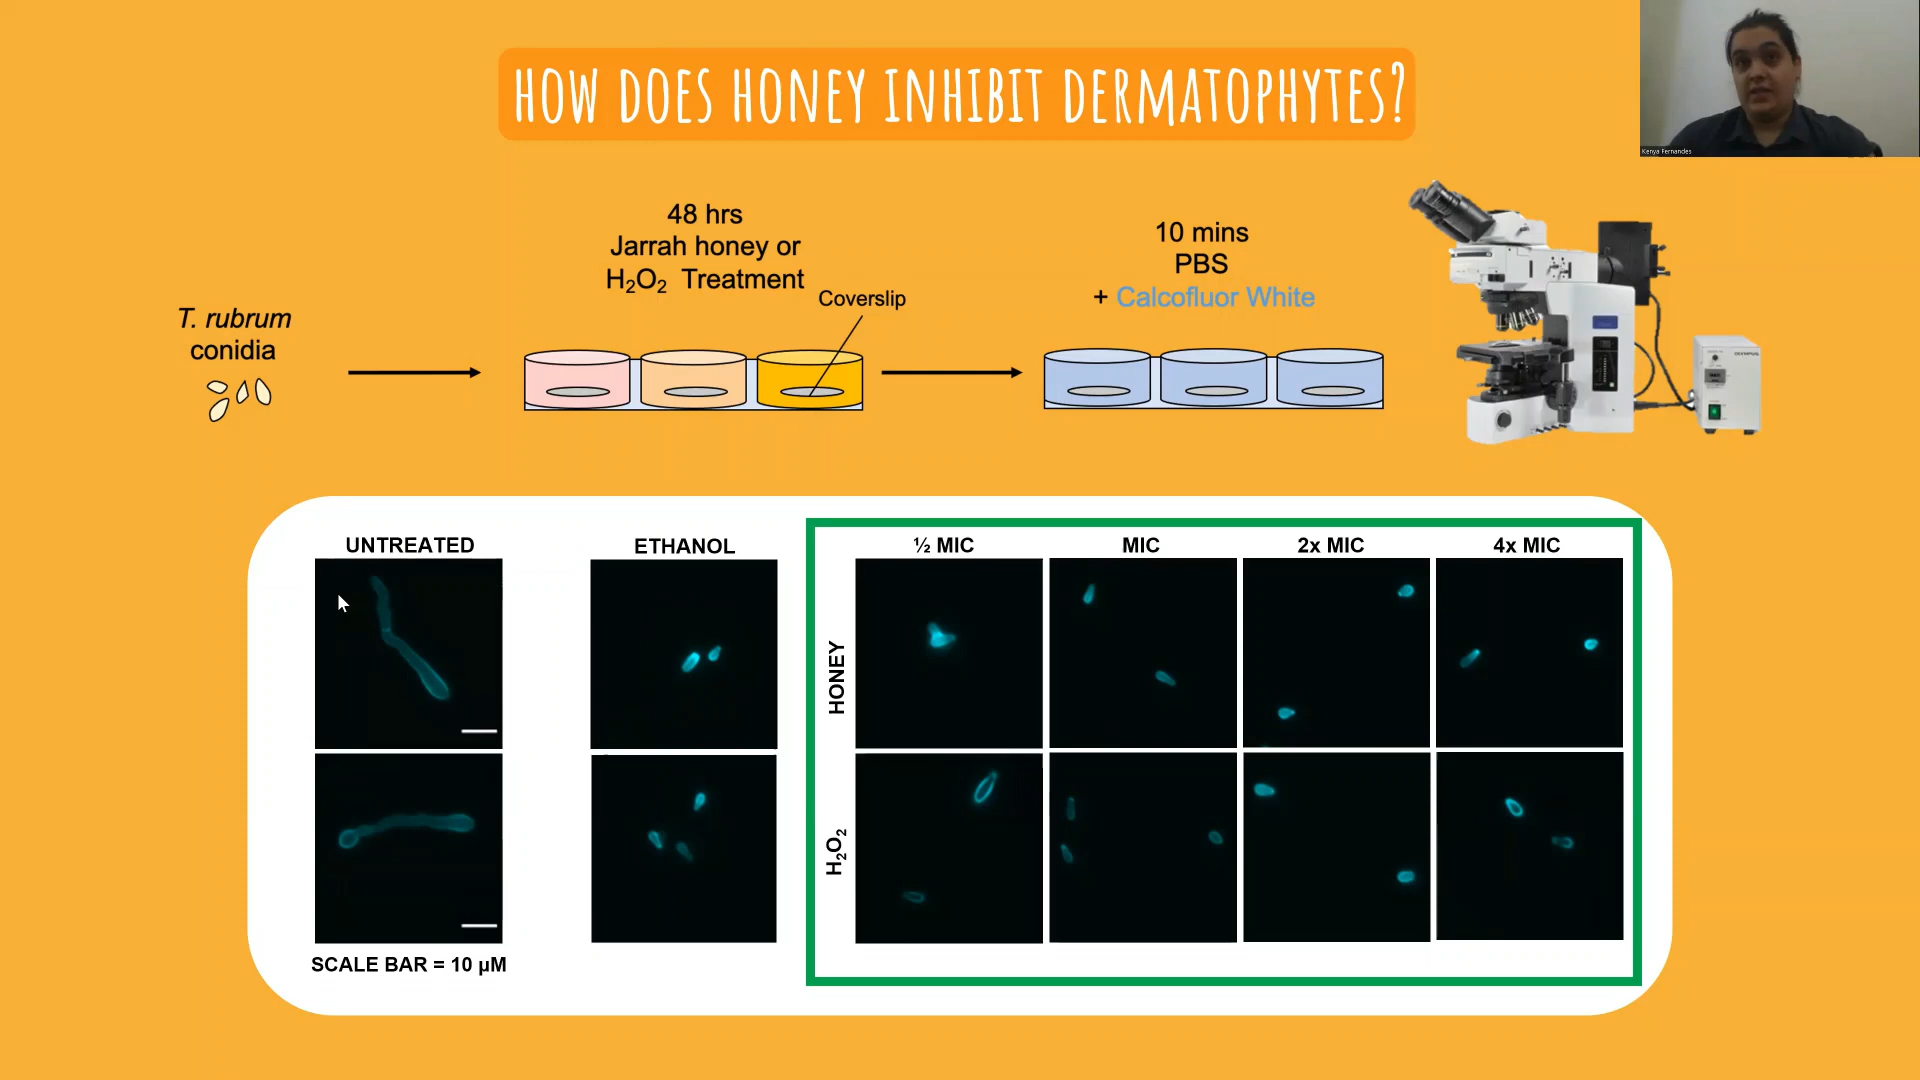 HOW DOES HONEY INHIBIT DERMATOPHYTES?
Kenya Fernandes
T. rubrum
conidia
48 hrs
Jarrah honey or
H₂O₂ Treatment
Coverslip
10 mins
PBS
+ Calcofluor White
OLYMPUS
UNTREATED
ETHANOL
½ MIC
MIC
2x MIC
4x MIC
HONEY
H₂O₂
SCALE BAR = 10 µM